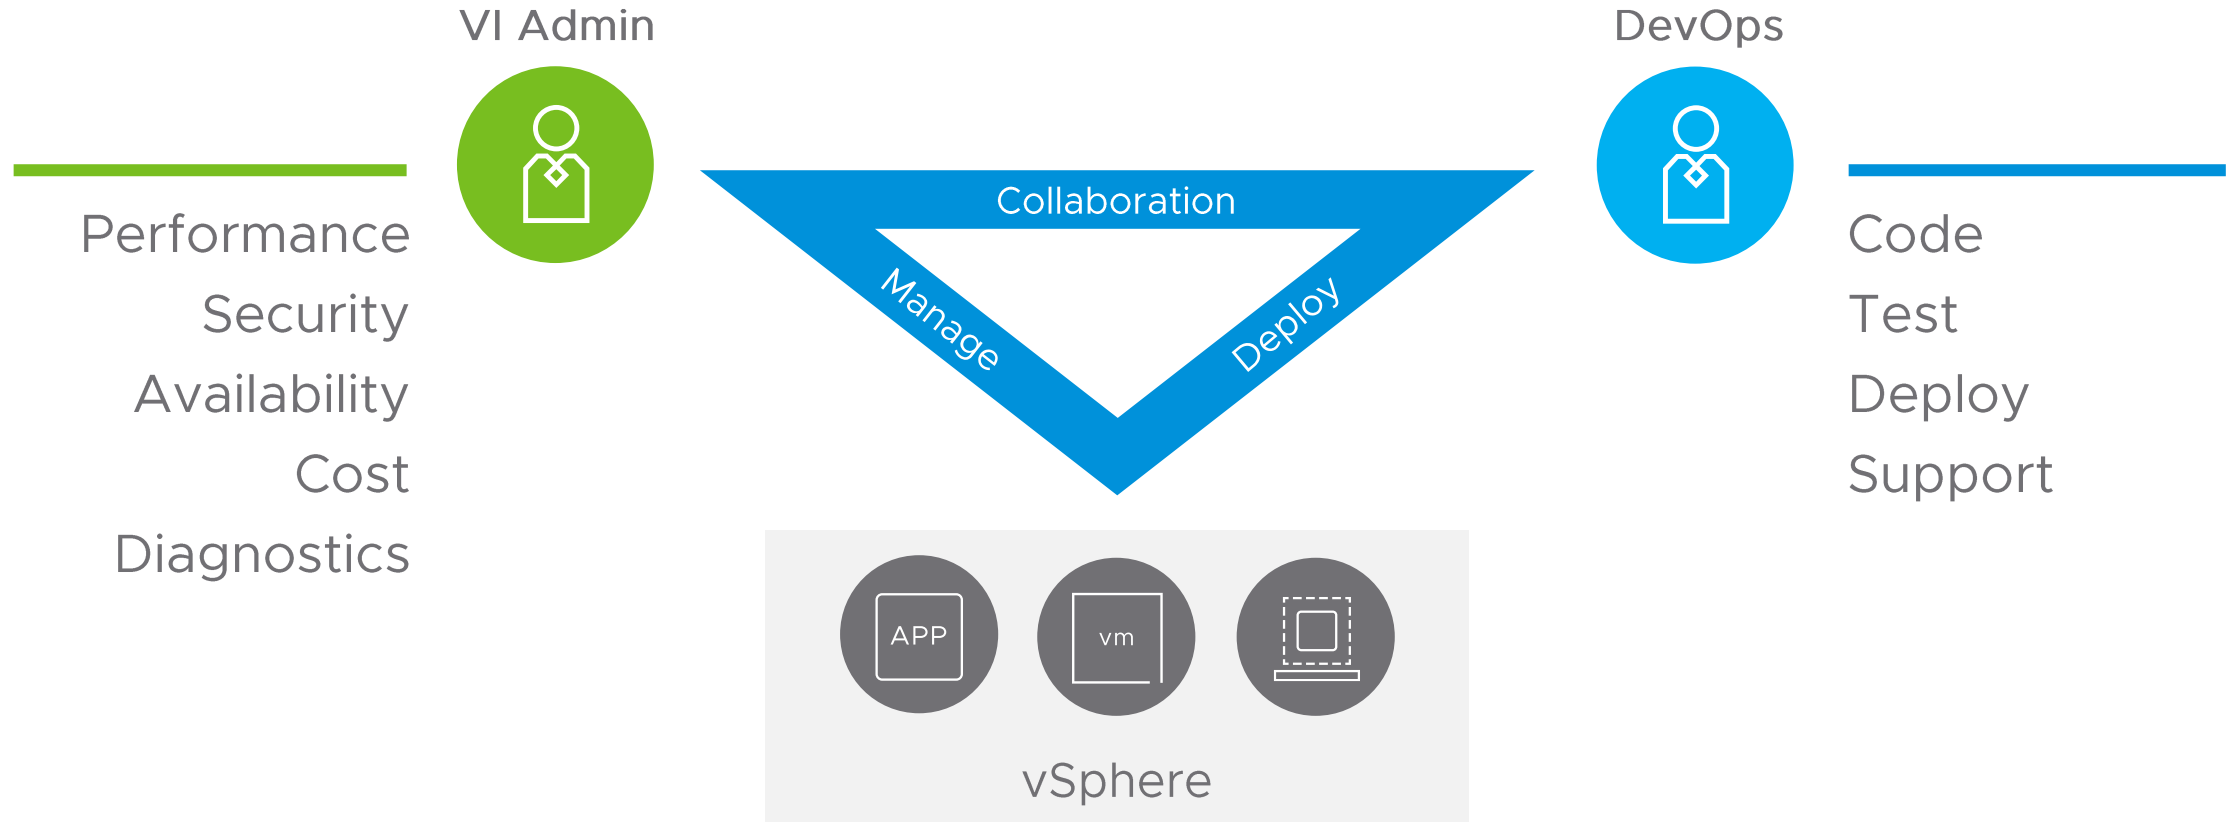 VI Admin
DevOps
Performance
Security
Availability
Cost
Diagnostics
Collaboration
Manage
Deploy
Code
Test
Deploy
Support
APP
vm
vSphere